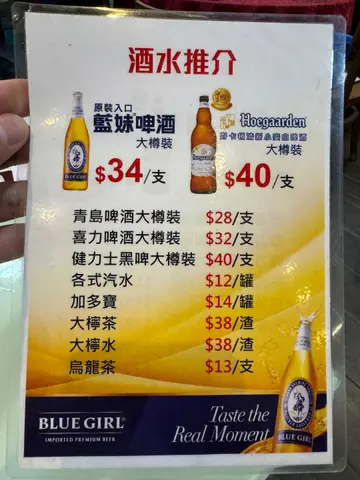 酒水推介
原裝入口
藍妹啤酒
大樽裝
$34/支
Hoegaarden
大樽裝
$40/支
青島啤酒大樽裝 $28/支
喜力啤酒大樽裝 $32/支
健力士黑啤大樽裝 $40/支
各式汽水 $12/罐
加多寶 $14/罐
大檸茶 $38/渣
大檸水 $38/渣
烏龍茶 $13/支
BLUE GIRL
IMPORTED PREMIUM BEER
Taste the
Real Moment
BLUE GIRL